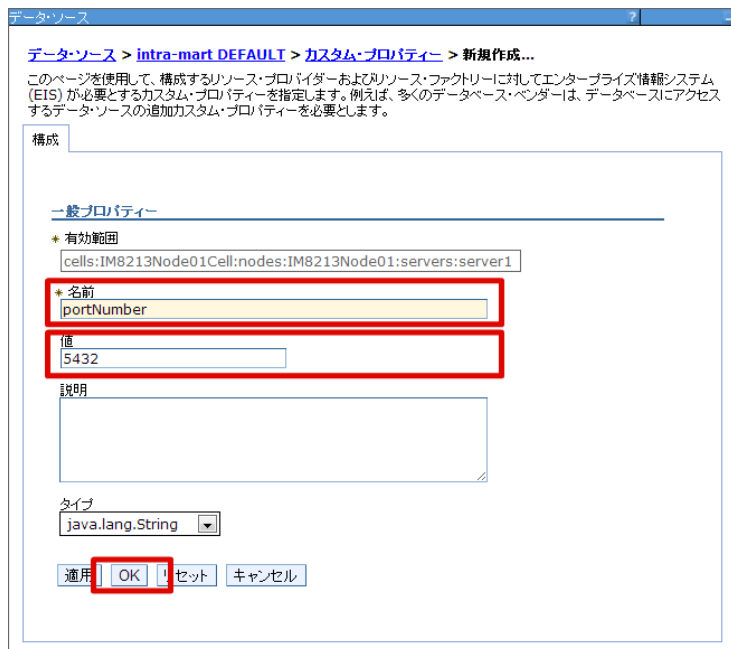 データ・ソース ?
データ・ソース > intra-mart DEFAULT > カスタム・プロパティー > 新規作成...
このページを使用して、構成するリソース・プロバイダーおよびリソース・ファクトリーに対してエンタープライズ情報システム
(EIS) が必要とするカスタム・プロパティーを指定します。例えば、多くのデータベース・ベンダーは、データベースにアクセス
するデータ・ソースの追加カスタム・プロパティーを必要とします。
構成
一般プロパティー
* 有効範囲
cells:IM8213Node01Cell:nodes:IM8213Node01:servers:server1
* 名前
portNumber
値
5432
説明
タイプ
java.lang.String
適用 OK リセット キャンセル